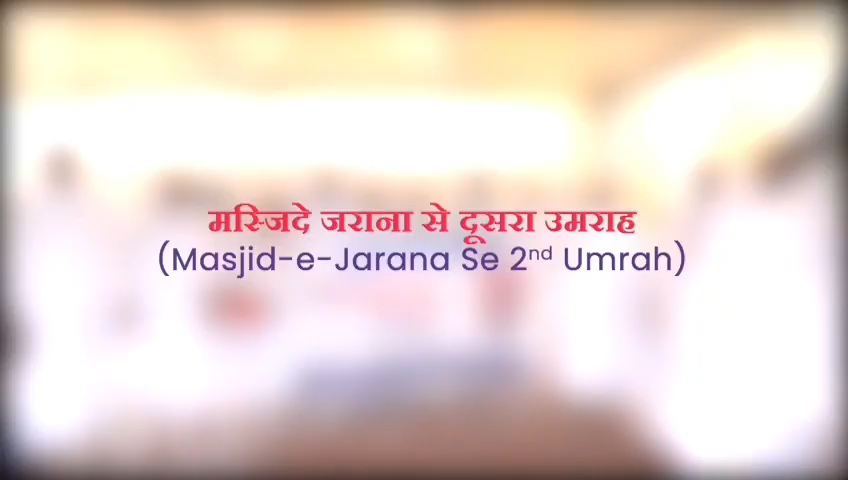 मस्जिदे जराना से दूसरा उमराह
(Masjid-e-Jarana Se 2nd Umrah)